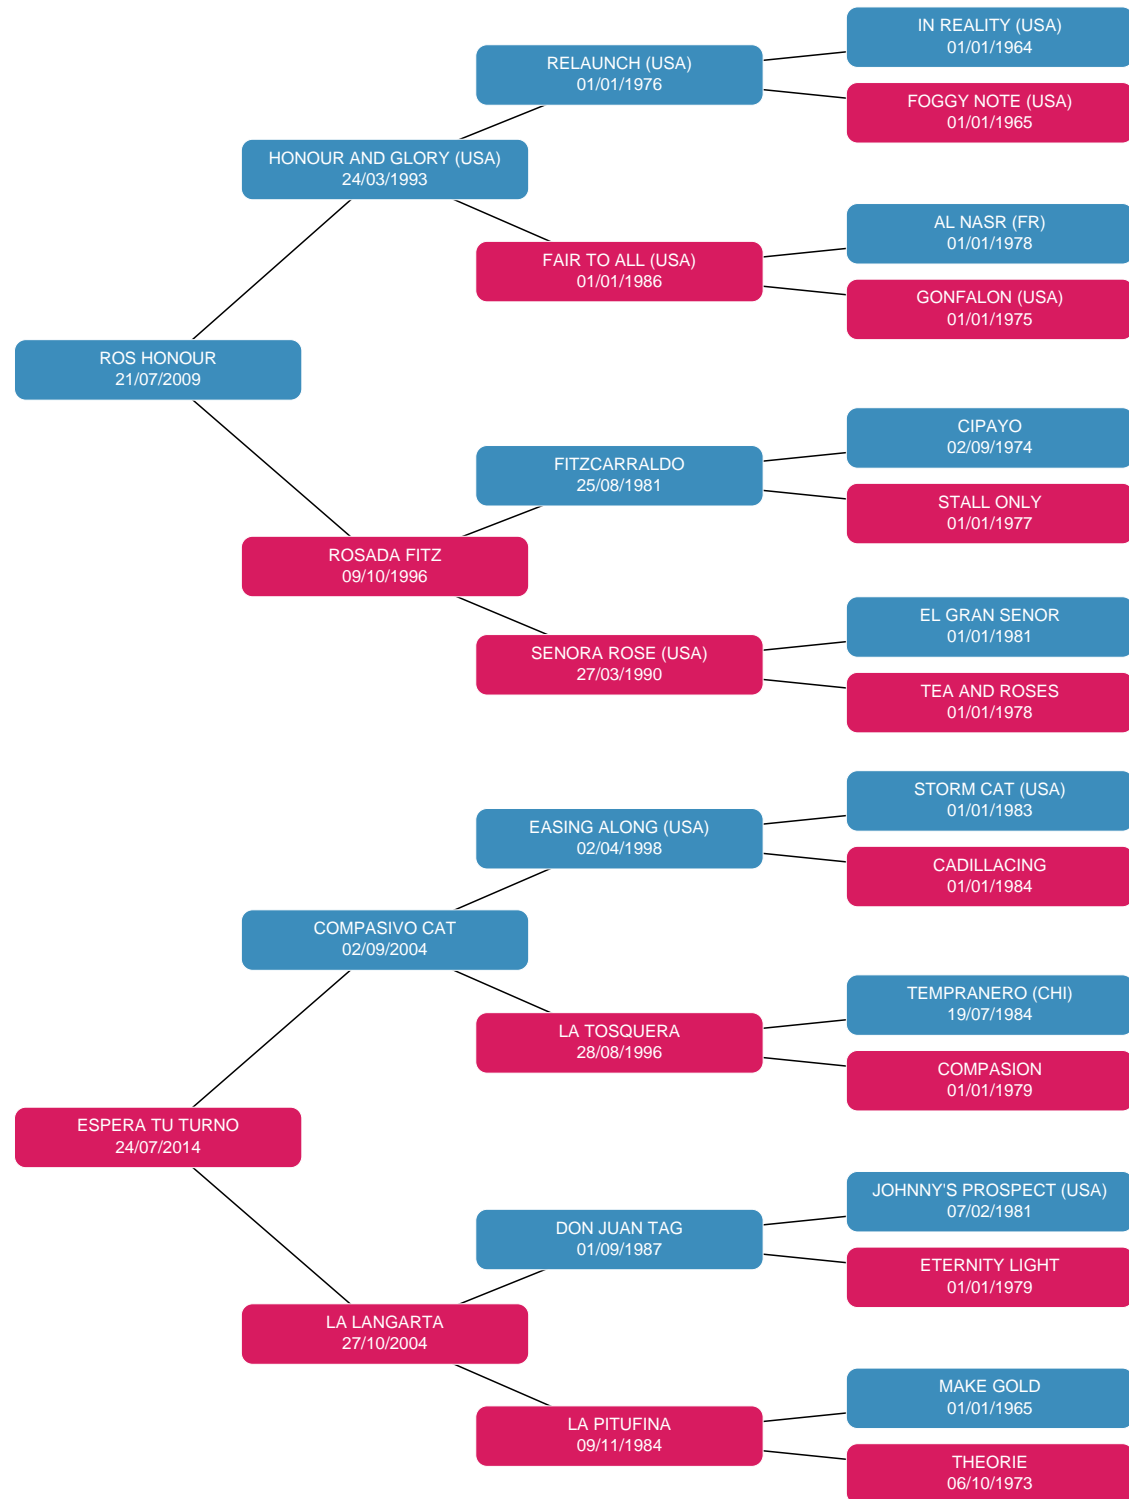 IN REALITY (USA)
01/01/1964
RELAUNCH (USA)
01/01/1976
FOGGY NOTE (USA)
01/01/1965
HONOUR AND GLORY (USA)
24/03/1993
AL NASR (FR)
01/01/1978
FAIR TO ALL (USA)
01/01/1986
GONFALON (USA)
01/01/1975
ROS HONOUR
21/07/2009
CIPAYO
02/09/1974
FITZCARRALDO
25/08/1981
STALL ONLY
01/01/1977
ROSADA FITZ
09/10/1996
EL GRAN SENOR
01/01/1981
SENORA ROSE (USA)
27/03/1990
TEA AND ROSES
01/01/1978
STORM CAT (USA)
01/01/1983
EASING ALONG (USA)
02/04/1998
CADILLACING
01/01/1984
COMPASIVO CAT
02/09/2004
TEMPRANERO (CHI)
19/07/1984
LA TOSQUERA
28/08/1996
COMPASION
01/01/1979
ESPERA TU TURNO
24/07/2014
JOHNNY'S PROSPECT (USA)
07/02/1981
DON JUAN TAG
01/09/1987
ETERNITY LIGHT
01/01/1979
LA LANGARTA
27/10/2004
MAKE GOLD
01/01/1965
LA PITUFINA
09/11/1984
THEORIE
06/10/1973